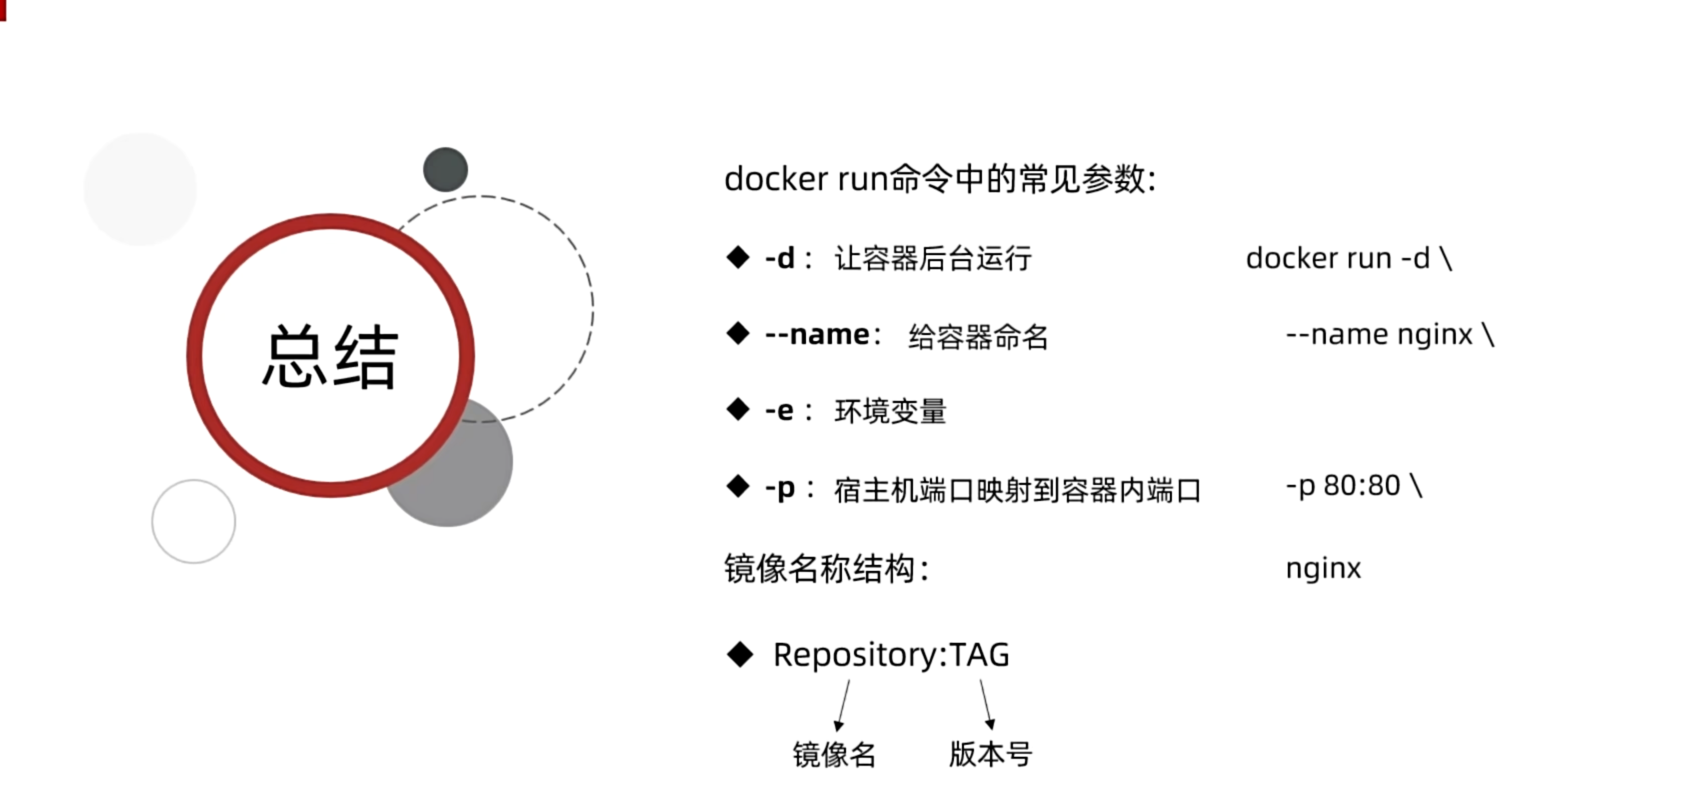 总结
docker run命令中的常见参数:
◆ -d： 让容器后台运行
◆ --name： 给容器命名
◆ -e： 环境变量
◆ -p： 宿主机端口映射到容器内端口
镜像名称结构：
◆ Repository:TAG
镜像名 版本号
docker run -d \
--name nginx \
-p 80:80 \
nginx